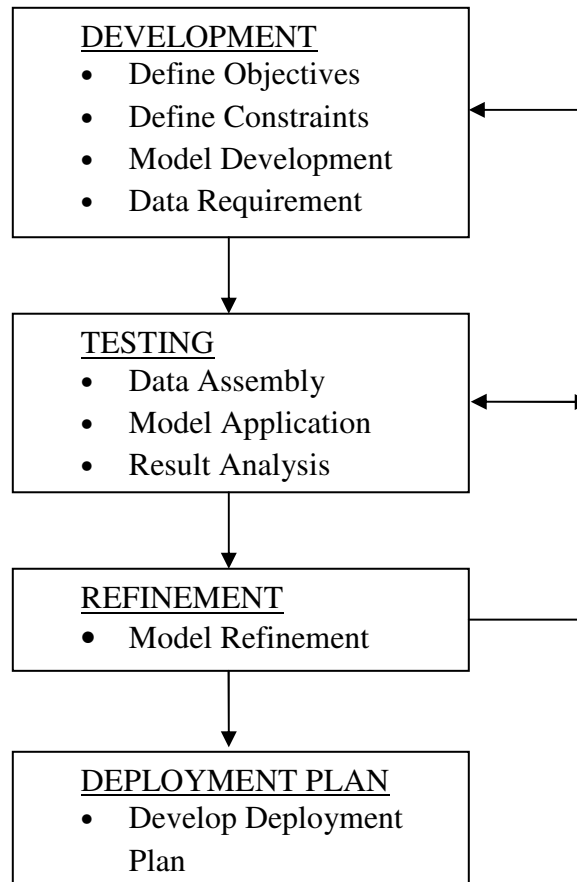 DEVELOPMENT
• Define Objectives
• Define Constraints
• Model Development
• Data Requirement
TESTING
• Data Assembly
• Model Application
• Result Analysis
REFINEMENT
• Model Refinement
DEPLOYMENT PLAN
• Develop Deployment
Plan